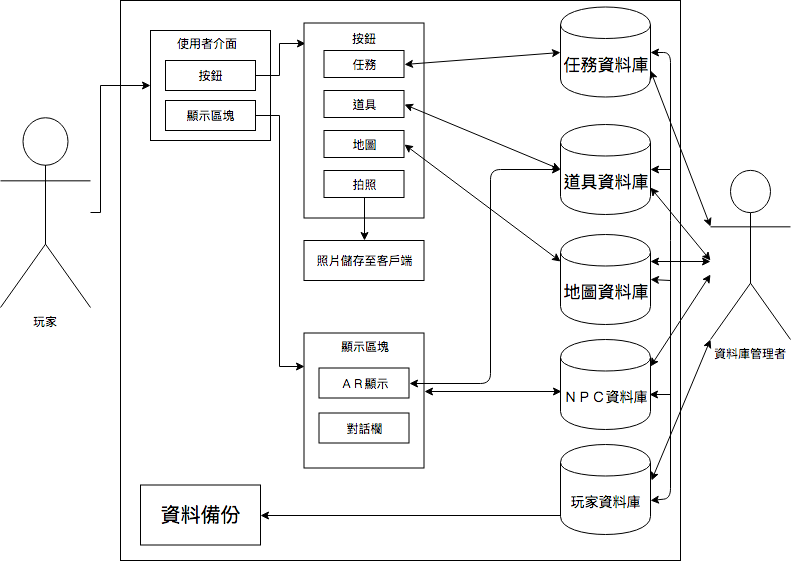 使用者介面
按鈕
顯示區塊
玩家
按鈕
任務
道具
地圖
拍照
照片儲存至客戶端
顯示區塊
ＡＲ顯示
對話欄
任務資料庫
道具資料庫
地圖資料庫
ＮＰＣ資料庫
玩家資料庫
資料備份
資料庫管理者